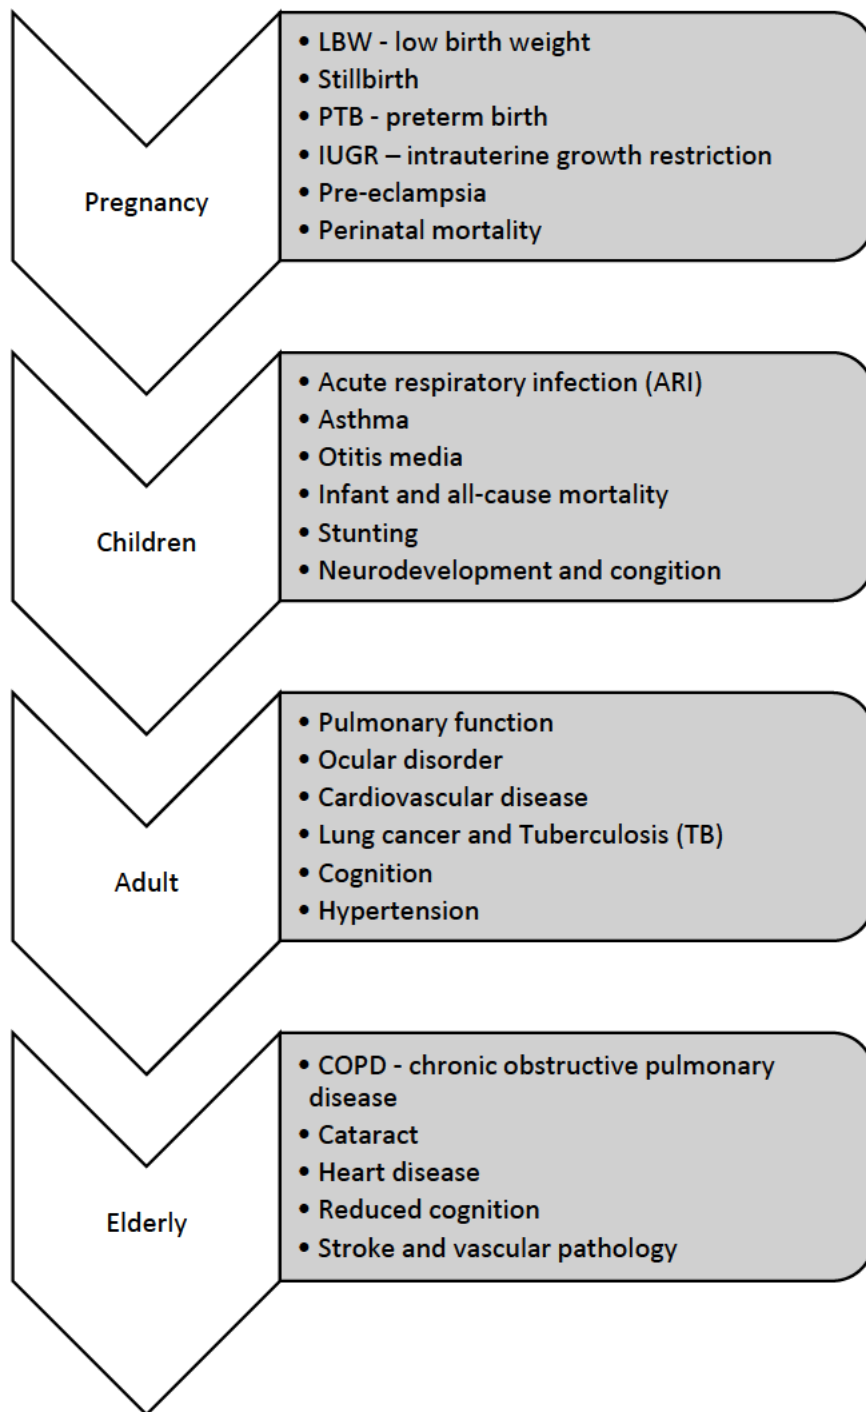 Pregnancy
• LBW - low birth weight
• Stillbirth
• PTB - preterm birth
• IUGR – intrauterine growth restriction
• Pre-eclampsia
• Perinatal mortality
Children
• Acute respiratory infection (ARI)
• Asthma
• Otitis media
• Infant and all-cause mortality
• Stunting
• Neurodevelopment and congition
Adult
• Pulmonary function
• Ocular disorder
• Cardiovascular disease
• Lung cancer and Tuberculosis (TB)
• Cognition
• Hypertension
Elderly
• COPD - chronic obstructive pulmonary
disease
• Cataract
• Heart disease
• Reduced cognition
• Stroke and vascular pathology